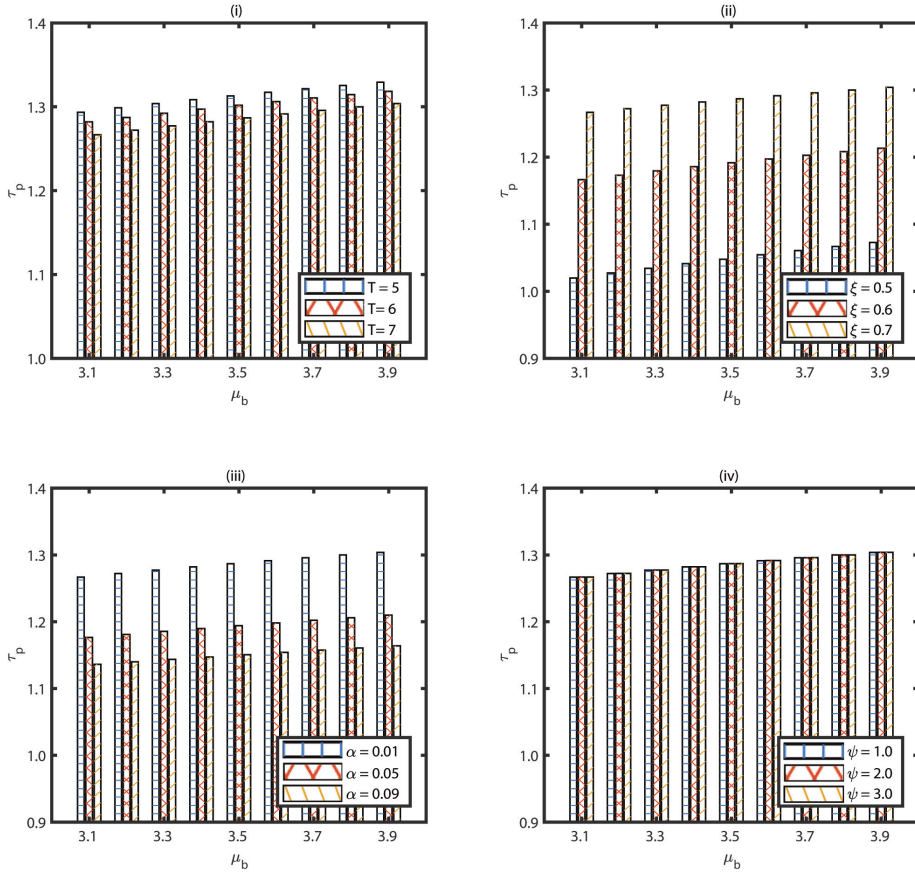 (i)
1.4
1.3
1.2
1.1
1.0
τp
3.1 3.3 3.5 3.7 3.9
μb
T = 5
T= 6
T= 7
(ii)
1.4
1.3
1.2
1.1
1.0
0.9
τp
3.1 3.3 3.5 3.7 3.9
μb
ξ = 0.5
ξ = 0.6
ξ = 0.7
(iii)
1.4
1.3
1.2
1.1
1.0
0.9
τp
3.1 3.3 3.5 3.7 3.9
μb
α = 0.01
α = 0.05
α = 0.09
(iv)
1.4
1.3
1.2
1.1
1.0
0.9
τp
3.1 3.3 3.5 3.7 3.9
μb
ψ = 1.0
ψ = 2.0
ψ = 3.0